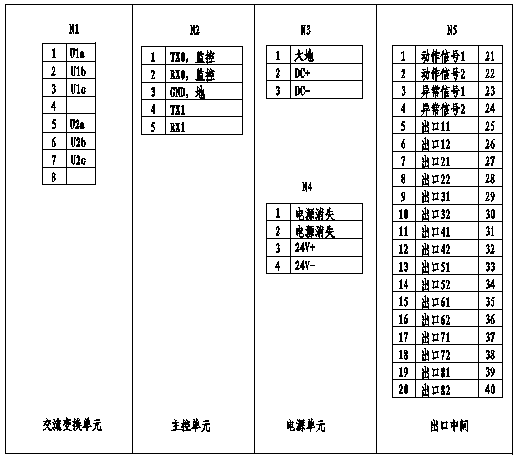 N1
1 U1a
2 U1b
3 U1c
4
5 U2a
6 U2b
7 U2c
8
交流变换单元
N2
1 TX0, 监控
2 RX0, 监控
3 GND, 地
4 TX1
5 RX1
主控单元
N3
1 大地
2 DC+
3 DC-
N4
1 电源消失
2 电源消失
3 24V+
4 24V-
电源单元
N5
1 动作信号1 21
2 动作信号2 22
3 异常信号1 23
4 异常信号2 24
5 出口11 25
6 出口12 26
7 出口21 27
8 出口22 28
9 出口31 29
10 出口32 30
11 出口41 31
12 出口42 32
13 出口51 33
14 出口52 34
15 出口61 35
16 出口62 36
17 出口71 37
18 出口72 38
19 出口81 39
20 出口82 40
出口中间